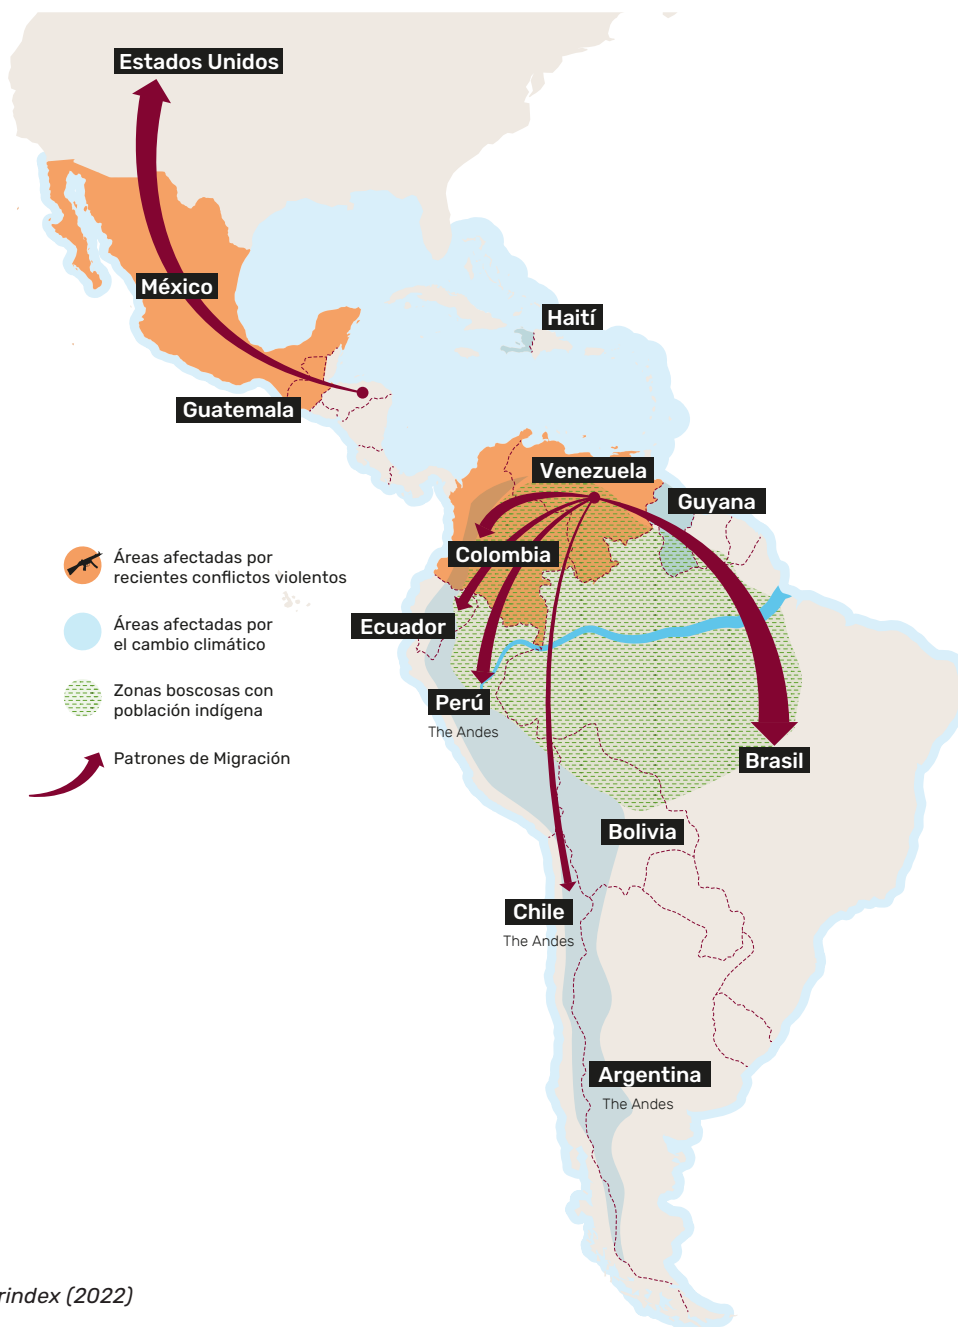 Estados Unidos
México
Haití
Guatemala
Venezuela
Guyana
Colombia
Áreas afectadas por
recientes conflictos violentos
Áreas afectadas por
el cambio climático
Ecuador
Zonas boscosas con
población indígena
Perú
The Andes
Patrones de Migración
Brasil
Bolivia
Chile
The Andes
Argentina
The Andes
rindex (2022)